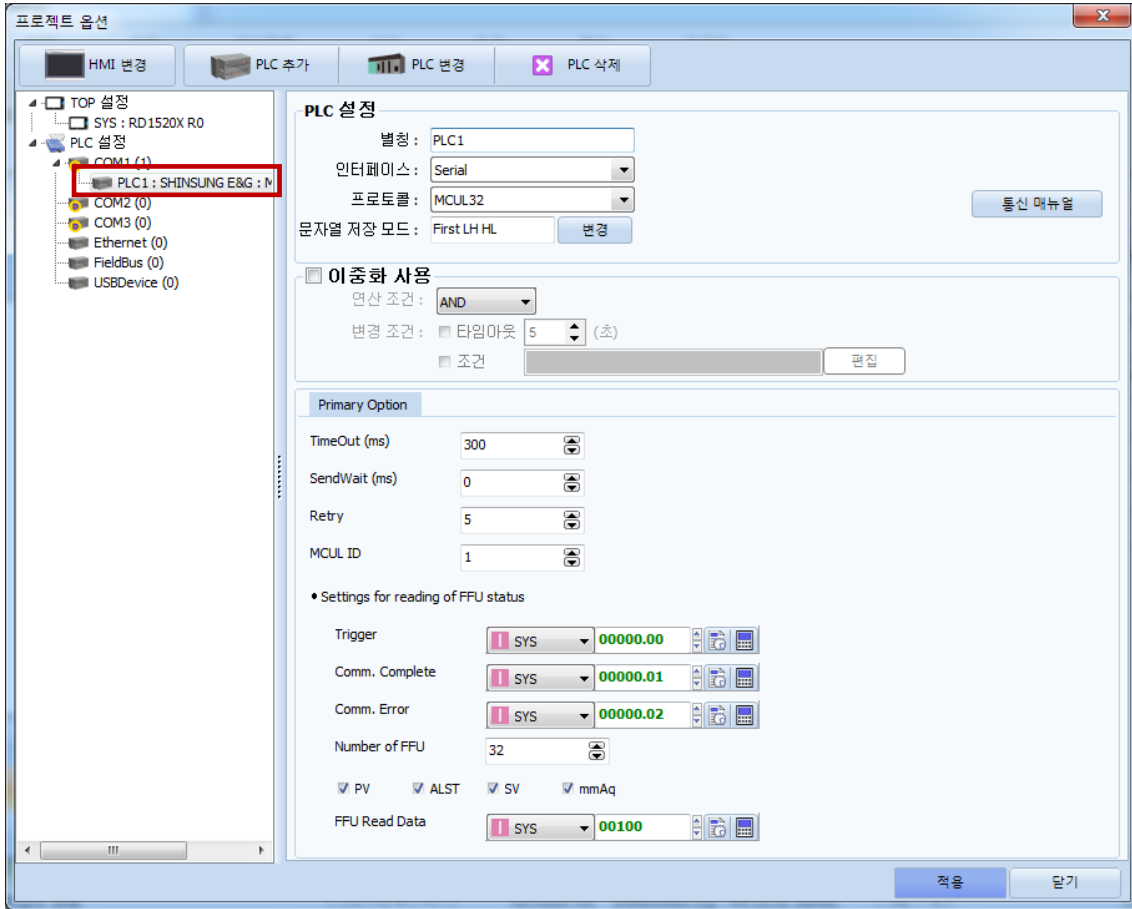 프로젝트 옵션
HMI 변경
PLC 추가
PLC 변경
PLC 삭제
TOP 설정
SYS : RD1520X R0
PLC 설정
COM1 (1)
PLC1 : SHINSUNG E&G : M
COM2 (0)
COM3 (0)
Ethernet (0)
FieldBus (0)
USBDevice (0)
PLC 설정
별칭 : PLC1
인터페이스 : Serial
프로토콜 : MCUL32
통신 매뉴얼
문자열 저장 모드 : First LH HL 변경
이중화 사용
연산 조건 : AND
변경 조건 : 타임아웃 5 (초)
조건 편집
Primary Option
TimeOut (ms) 300
SendWait (ms) 0
Retry 5
MCUL ID 1
• Settings for reading of FFU status
Trigger SYS 00000.00
Comm. Complete SYS 00000.01
Comm. Error SYS 00000.02
Number of FFU 32
PV ALST SV mmAq
FFU Read Data SYS 00100
적용 닫기